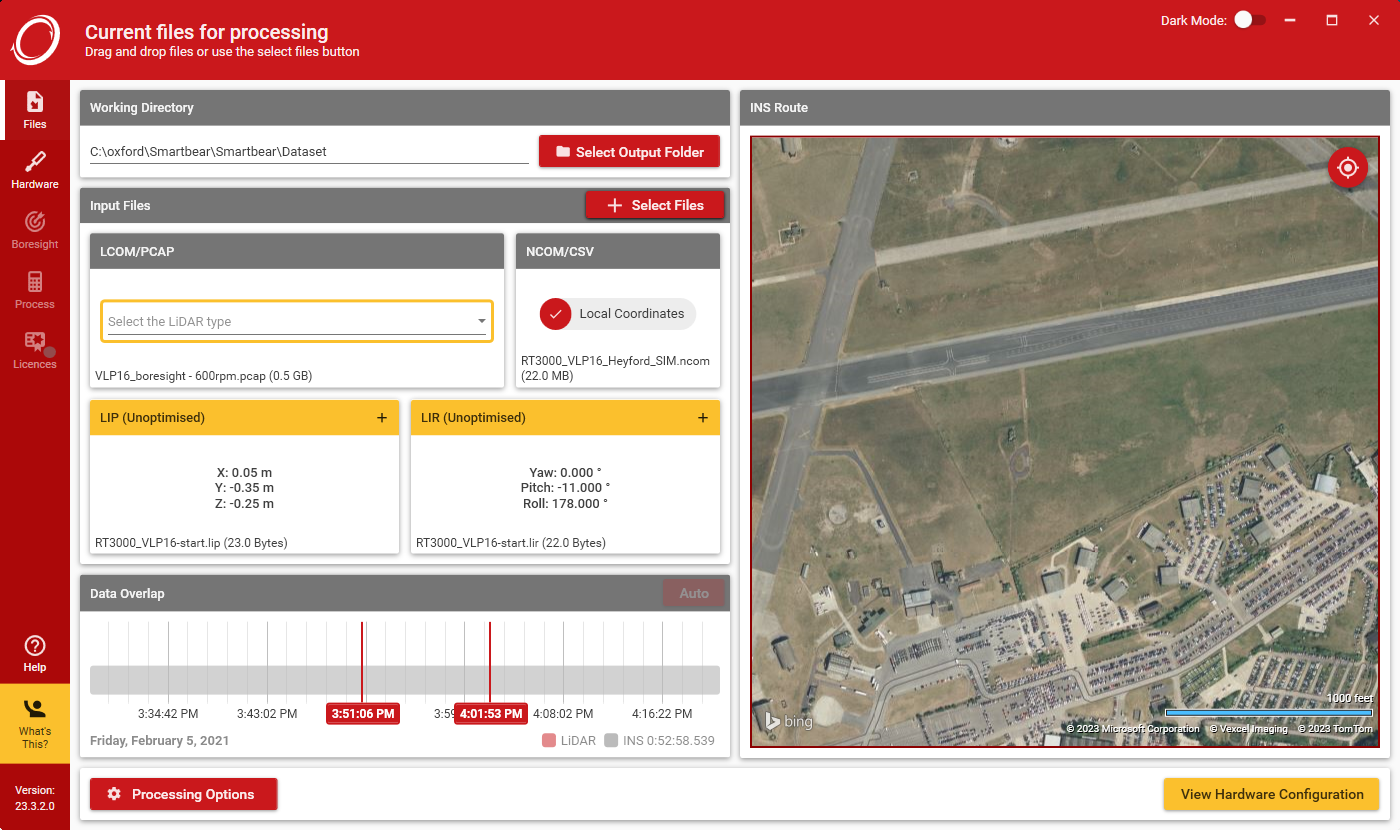 Current files for processing
Drag and drop files or use the select files button
Dark Mode:
Files
Hardware
Boresight
Process
Licences
Help
What's
This?
Version:
23.3.2.0
Working Directory
C:\oxford\Smartbear\Smartbear\Dataset
Select Output Folder
Input Files
Select Files
LCOM/PCAP
Select the LiDAR type
VLP16_boresight - 600rpm.pcap (0.5 GB)
NCOM/CSV
Local Coordinates
RT3000_VLP16_Heyford_SIM.ncom
(22.0 MB)
LIP (Unoptimised)
+
X: 0.05 m
Y: -0.35 m
Z: -0.25 m
RT3000_VLP16-start.lip (23.0 Bytes)
LIR (Unoptimised)
+
Yaw: 0.000 °
Pitch: -11.000 °
Roll: 178.000 °
RT3000_VLP16-start.lir (22.0 Bytes)
Data Overlap
Auto
3:34:42 PM
3:43:02 PM
3:51:06 PM
3:59
4:01:53 PM
4:08:02 PM
4:16:22 PM
Friday, February 5, 2021
LiDAR
INS 0:52:58.539
INS Route
1000 feet
bing
© 2023 Microsoft Corporation © Vexcel Imaging © 2023 TomTom
Processing Options
View Hardware Configuration